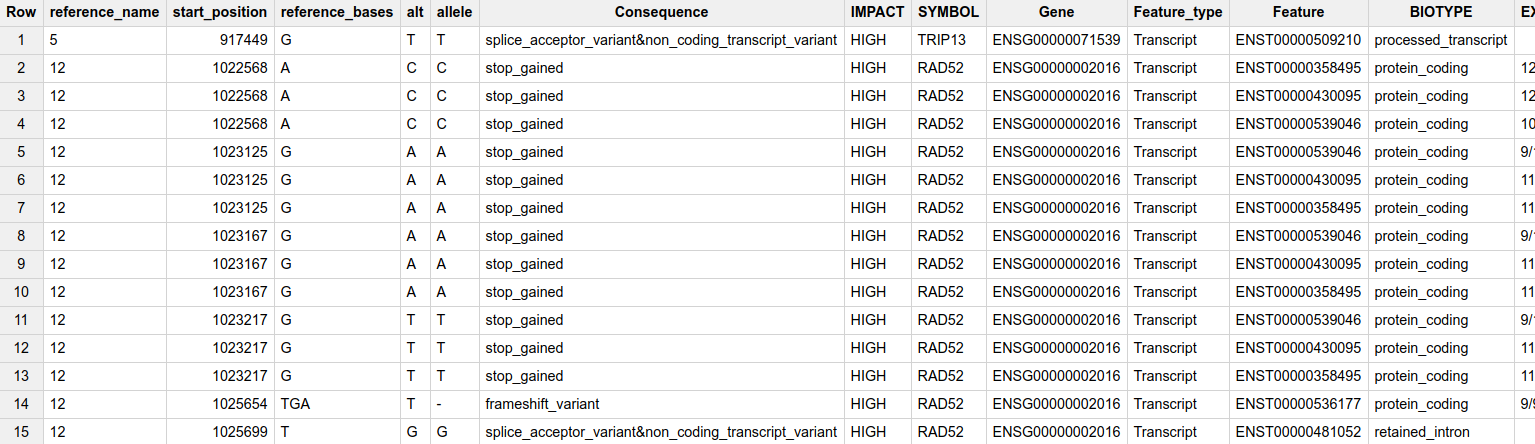 Row reference_name start_position reference_bases alt allele Consequence IMPACT SYMBOL Gene Feature_type Feature BIOTYPE EX
1 5 917449 G T T splice_acceptor_variant&non_coding_transcript_variant HIGH TRIP13 ENSG00000071539 Transcript ENST00000509210 processed_transcript
2 12 1022568 A C C stop_gained HIGH RAD52 ENSG00000002016 Transcript ENST00000358495 protein_coding 12
3 12 1022568 A C C stop_gained HIGH RAD52 ENSG00000002016 Transcript ENST00000430095 protein_coding 12
4 12 1022568 A C C stop_gained HIGH RAD52 ENSG00000002016 Transcript ENST00000539046 protein_coding 10
5 12 1023125 G A A stop_gained HIGH RAD52 ENSG00000002016 Transcript ENST00000539046 protein_coding 9/
6 12 1023125 G A A stop_gained HIGH RAD52 ENSG00000002016 Transcript ENST00000430095 protein_coding 11
7 12 1023125 G A A stop_gained HIGH RAD52 ENSG00000002016 Transcript ENST00000358495 protein_coding 11
8 12 1023167 G A A stop_gained HIGH RAD52 ENSG00000002016 Transcript ENST00000539046 protein_coding 9/
9 12 1023167 G A A stop_gained HIGH RAD52 ENSG00000002016 Transcript ENST00000430095 protein_coding 11
10 12 1023167 G A A stop_gained HIGH RAD52 ENSG00000002016 Transcript ENST00000358495 protein_coding 11
11 12 1023217 G T T stop_gained HIGH RAD52 ENSG00000002016 Transcript ENST00000539046 protein_coding 9/
12 12 1023217 G T T stop_gained HIGH RAD52 ENSG00000002016 Transcript ENST00000430095 protein_coding 11
13 12 1023217 G T T stop_gained HIGH RAD52 ENSG00000002016 Transcript ENST00000358495 protein_coding 11
14 12 1025654 TGA T - frameshift_variant HIGH RAD52 ENSG00000002016 Transcript ENST00000536177 protein_coding 9/9
15 12 1025699 T G G splice_acceptor_variant&non_coding_transcript_variant HIGH RAD52 ENSG00000002016 Transcript ENST00000481052 retained_intron